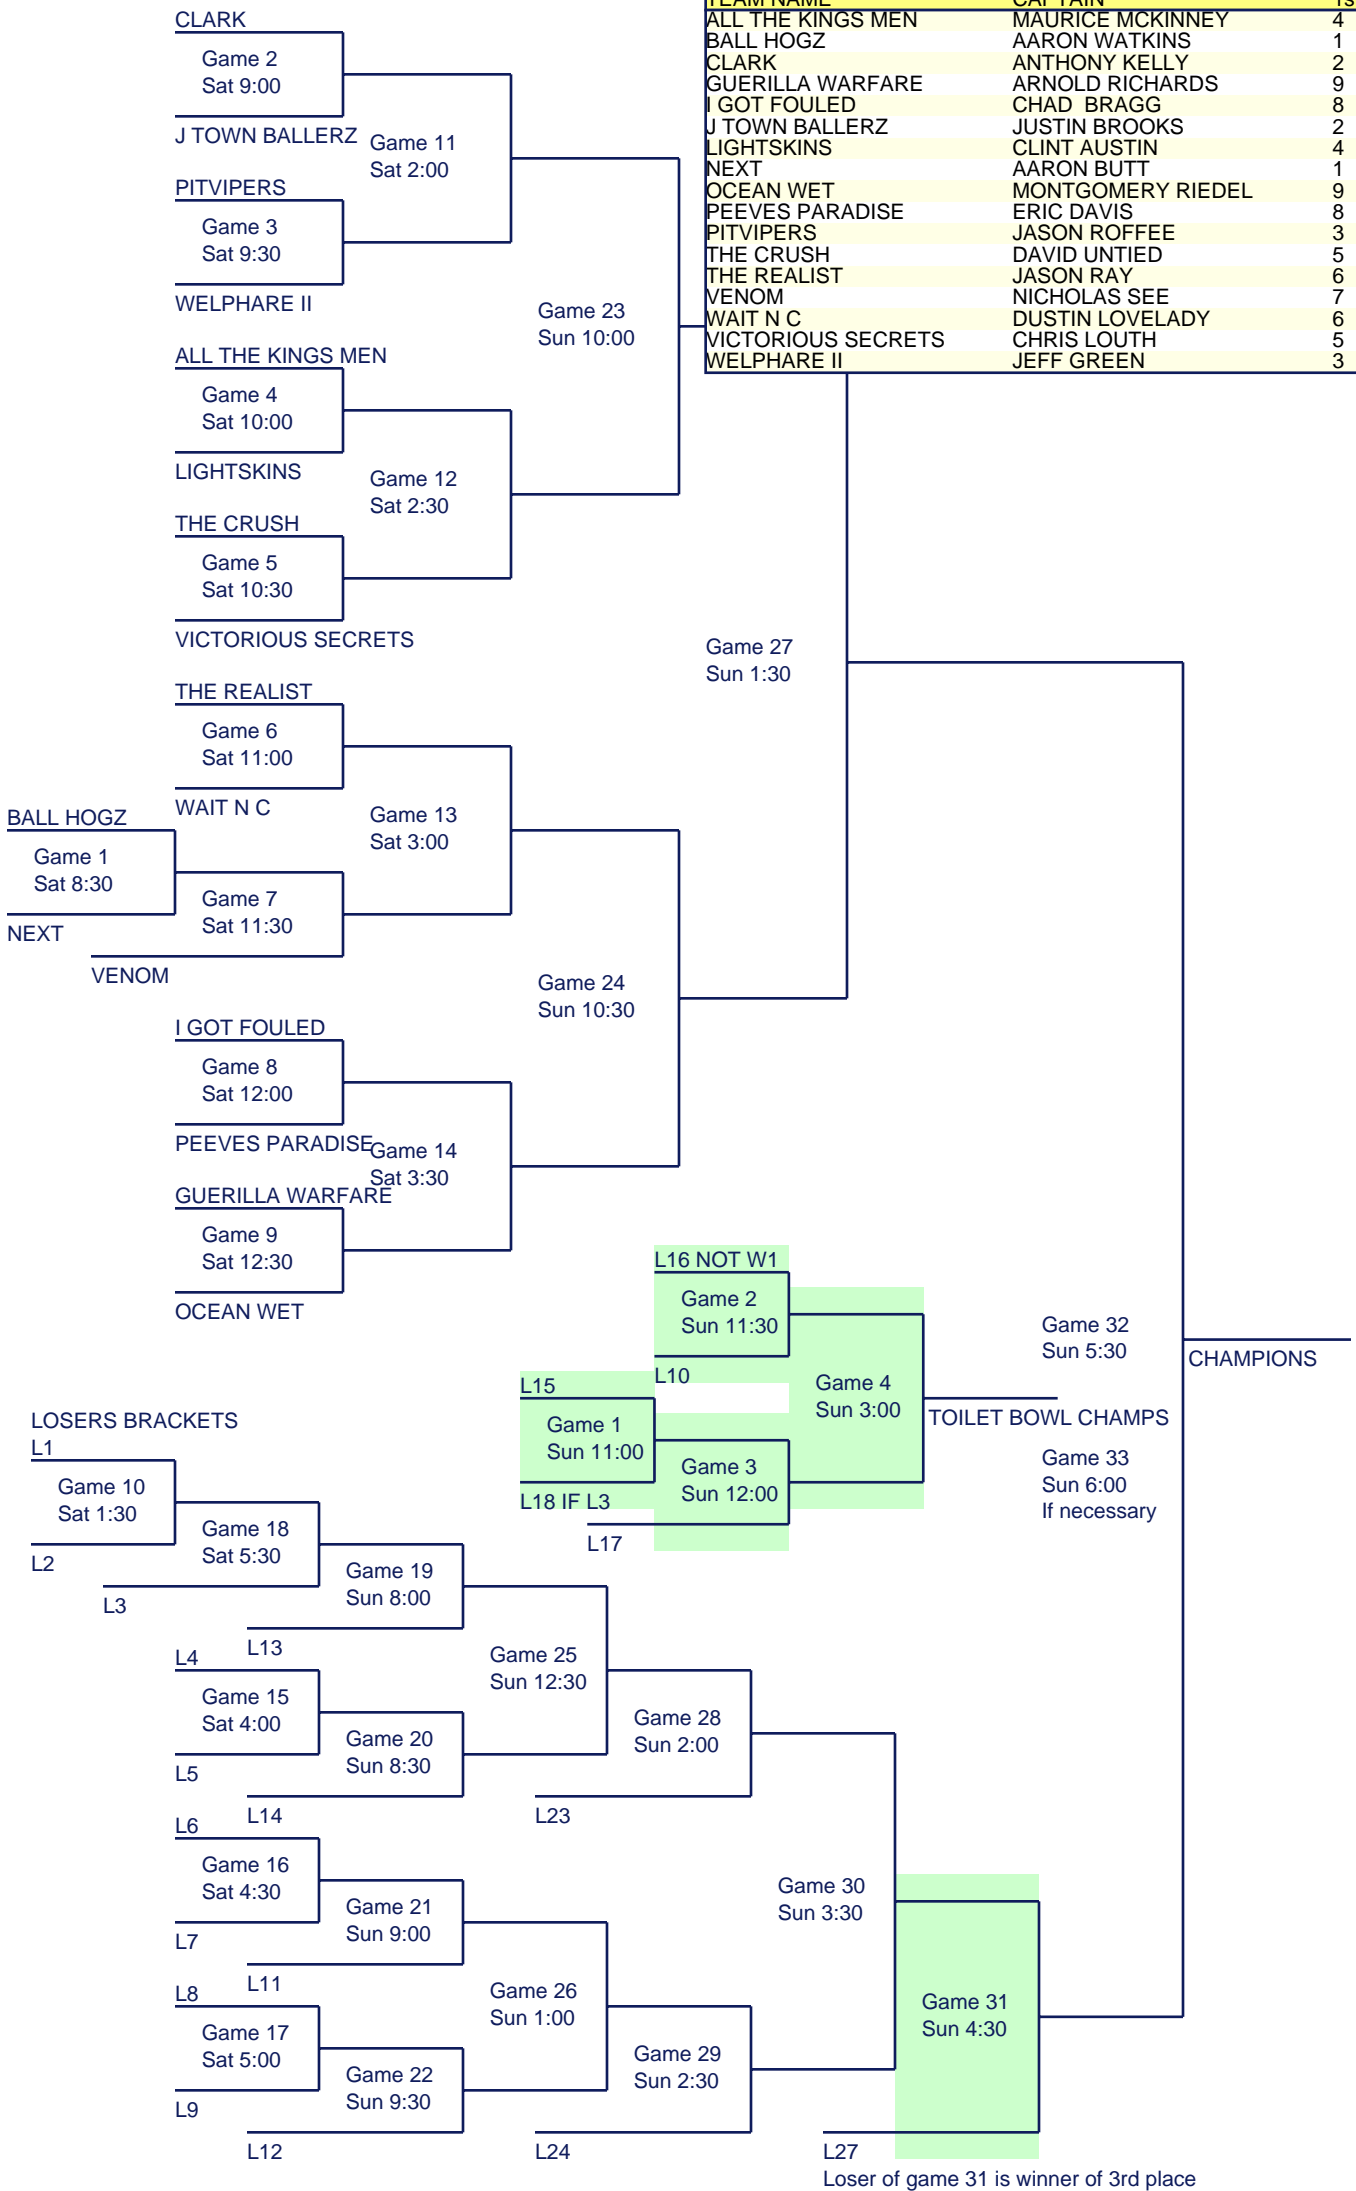 TEAM NAME CAPTAIN 1s
ALL THE KINGS MEN MAURICE MCKINNEY 4
BALL HOGZ AARON WATKINS 1
CLARK ANTHONY KELLY 2
GUERILLA WARFARE ARNOLD RICHARDS 9
I GOT FOULED CHAD BRAGG 8
J TOWN BALLERZ JUSTIN BROOKS 2
LIGHTSKINS CLINT AUSTIN 4
NEXT AARON BUTT 1
OCEAN WET MONTGOMERY RIEDEL 9
PEEVES PARADISE ERIC DAVIS 8
PITVIPERS JASON ROFFEE 3
THE CRUSH DAVID UNTIED 5
THE REALIST JASON RAY 6
VENOM NICHOLAS SEE 7
WAIT N C DUSTIN LOVELADY 6
VICTORIOUS SECRETS CHRIS LOUTH 5
WELPHARE II JEFF GREEN 3
CLARK
Game 2
Sat 9:00
J TOWN BALLERZ
Game 11
Sat 2:00
PITVIPERS
Game 3
Sat 9:30
WELPHARE II
Game 23
Sun 10:00
ALL THE KINGS MEN
Game 4
Sat 10:00
LIGHTSKINS
Game 12
Sat 2:30
THE CRUSH
Game 5
Sat 10:30
VICTORIOUS SECRETS
Game 27
Sun 1:30
THE REALIST
Game 6
Sat 11:00
WAIT N C
Game 13
Sat 3:00
BALL HOGZ
Game 1
Sat 8:30
NEXT
Game 7
Sat 11:30
VENOM
Game 24
Sun 10:30
I GOT FOULED
Game 8
Sat 12:00
PEEVES PARADISE
Game 14
Sat 3:30
GUERILLA WARFARE
Game 9
Sat 12:30
OCEAN WET
L16 NOT W1
Game 2
Sun 11:30
L10
Game 32
Sun 5:30
CHAMPIONS
L15
Game 1
Sun 11:00
L18 IF L3
Game 4
Sun 3:00
TOILET BOWL CHAMPS
Game 3
Sun 12:00
L17
Game 33
Sun 6:00
If necessary
LOSERS BRACKETS
L1
Game 10
Sat 1:30
L2
Game 18
Sat 5:30
L3
Game 19
Sun 8:00
L13
L4
Game 15
Sat 4:00
L5
Game 20
Sun 8:30
L14
Game 25
Sun 12:30
Game 28
Sun 2:00
L23
L6
Game 16
Sat 4:30
L7
Game 21
Sun 9:00
L11
Game 30
Sun 3:30
L8
Game 17
Sat 5:00
L9
Game 22
Sun 9:30
L12
Game 26
Sun 1:00
Game 29
Sun 2:30
L24
Game 31
Sun 4:30
L27
Loser of game 31 is winner of 3rd place